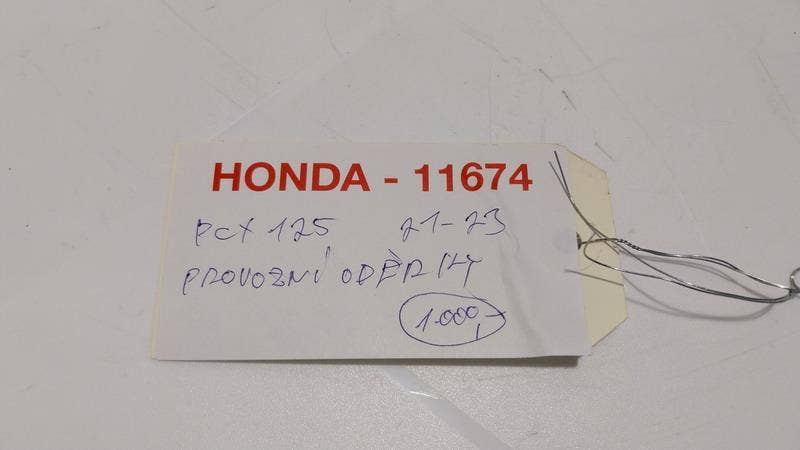 HONDA - 11674
PCX 125 21-23
PROVOZNÍ ODĚRKY
1.000,-